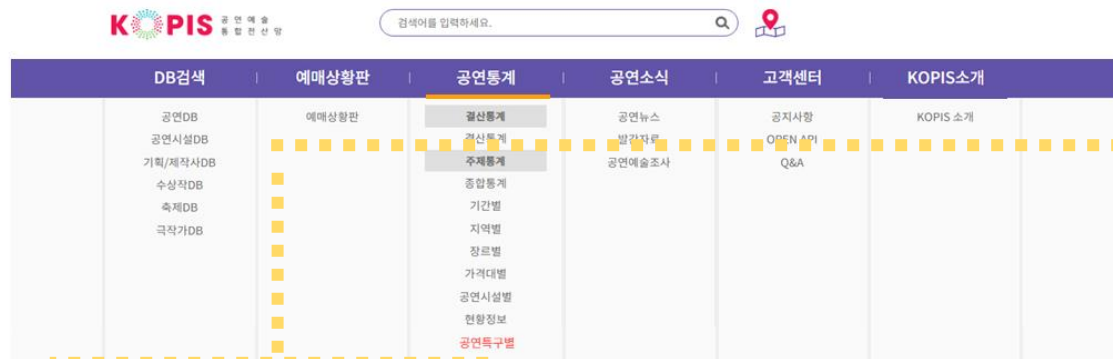 KOPIS 공연예술
통합전산망
검색어를 입력하세요.
DB검색 예매상황판 공연통계 공연소식 고객센터 KOPIS소개
공연DB
공연시설DB
기획/제작사DB
수상작DB
축제DB
극작가DB
예매상황판
결산통계
결산통계
주제통계
종합통계
기간별
지역별
장르별
가격대별
공연시설별
현황정보
공연특구별
공연뉴스
발간자료
공연예술조사
공지사항
OPEN API
Q&A
KOPIS 소개